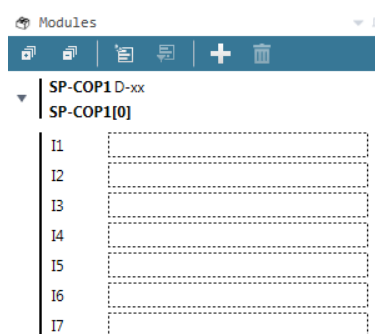 Modules
SP-COP1 D-xx
SP-COP1[0]
I1
I2
I3
I4
I5
I6
I7